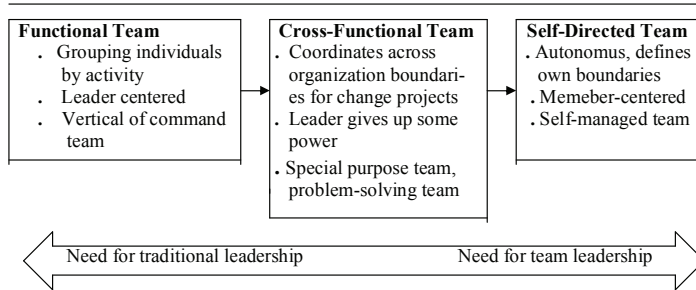 Functional Team
. Grouping individuals
by activity
. Leader centered
. Vertical of command
team
Cross-Functional Team
. Coordinates across
organization boundari-
es for change projects
. Leader gives up some
power
. Special purpose team,
problem-solving team
Self-Directed Team
. Autonomus, defines
own boundaries
. Memeber-centered
. Self-managed team
Need for traditional leadership
Need for team leadership